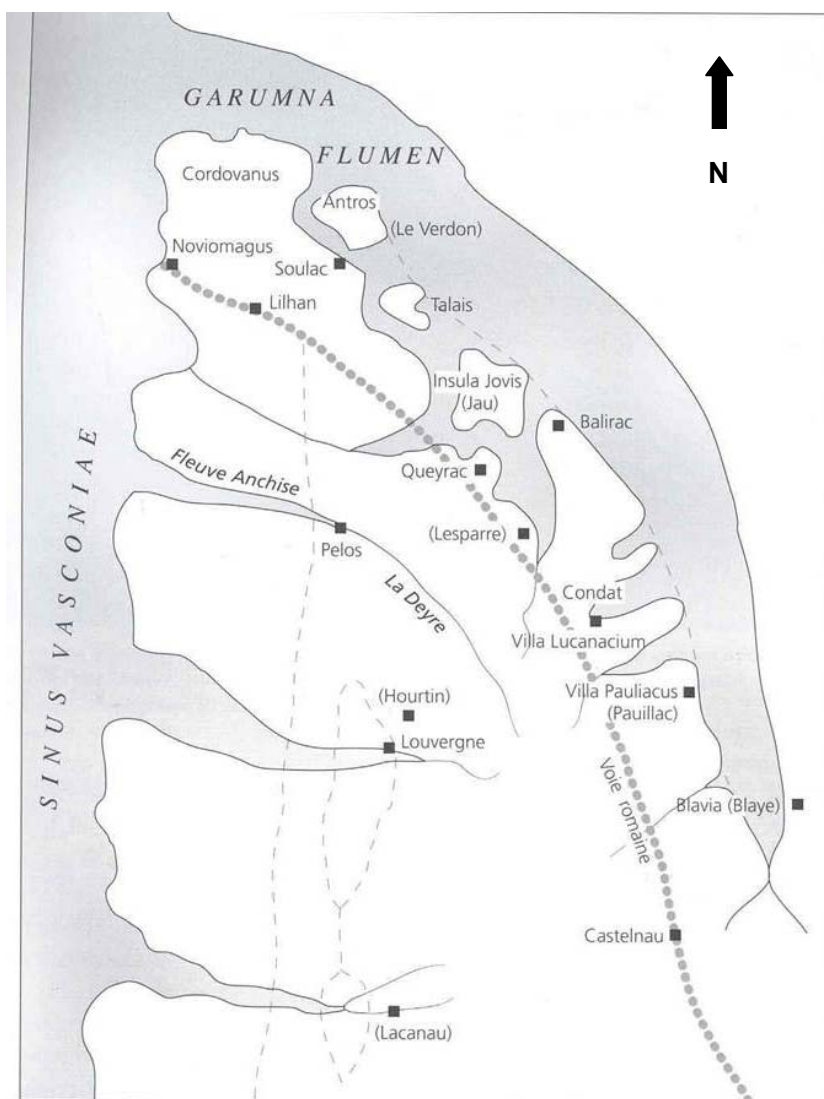 GARUMNA
FLUMEN
N
Cordovanus
Antros
(Le Verdon)
Noviomagus
Soulac
Lilhan
Talais
Insula Jovis
(Jau)
Balirac
SINUS VASCONIAE
Fleuve Anchise
Queyrac
(Lesparre)
Pelos
La Deyre
Condat
Villa Lucanacium
Villa Pauliacus
(Pauillac)
(Hourtin)
Louvergne
Voie romaine
Blavia (Blaye)
Castelnau
(Lacanau)